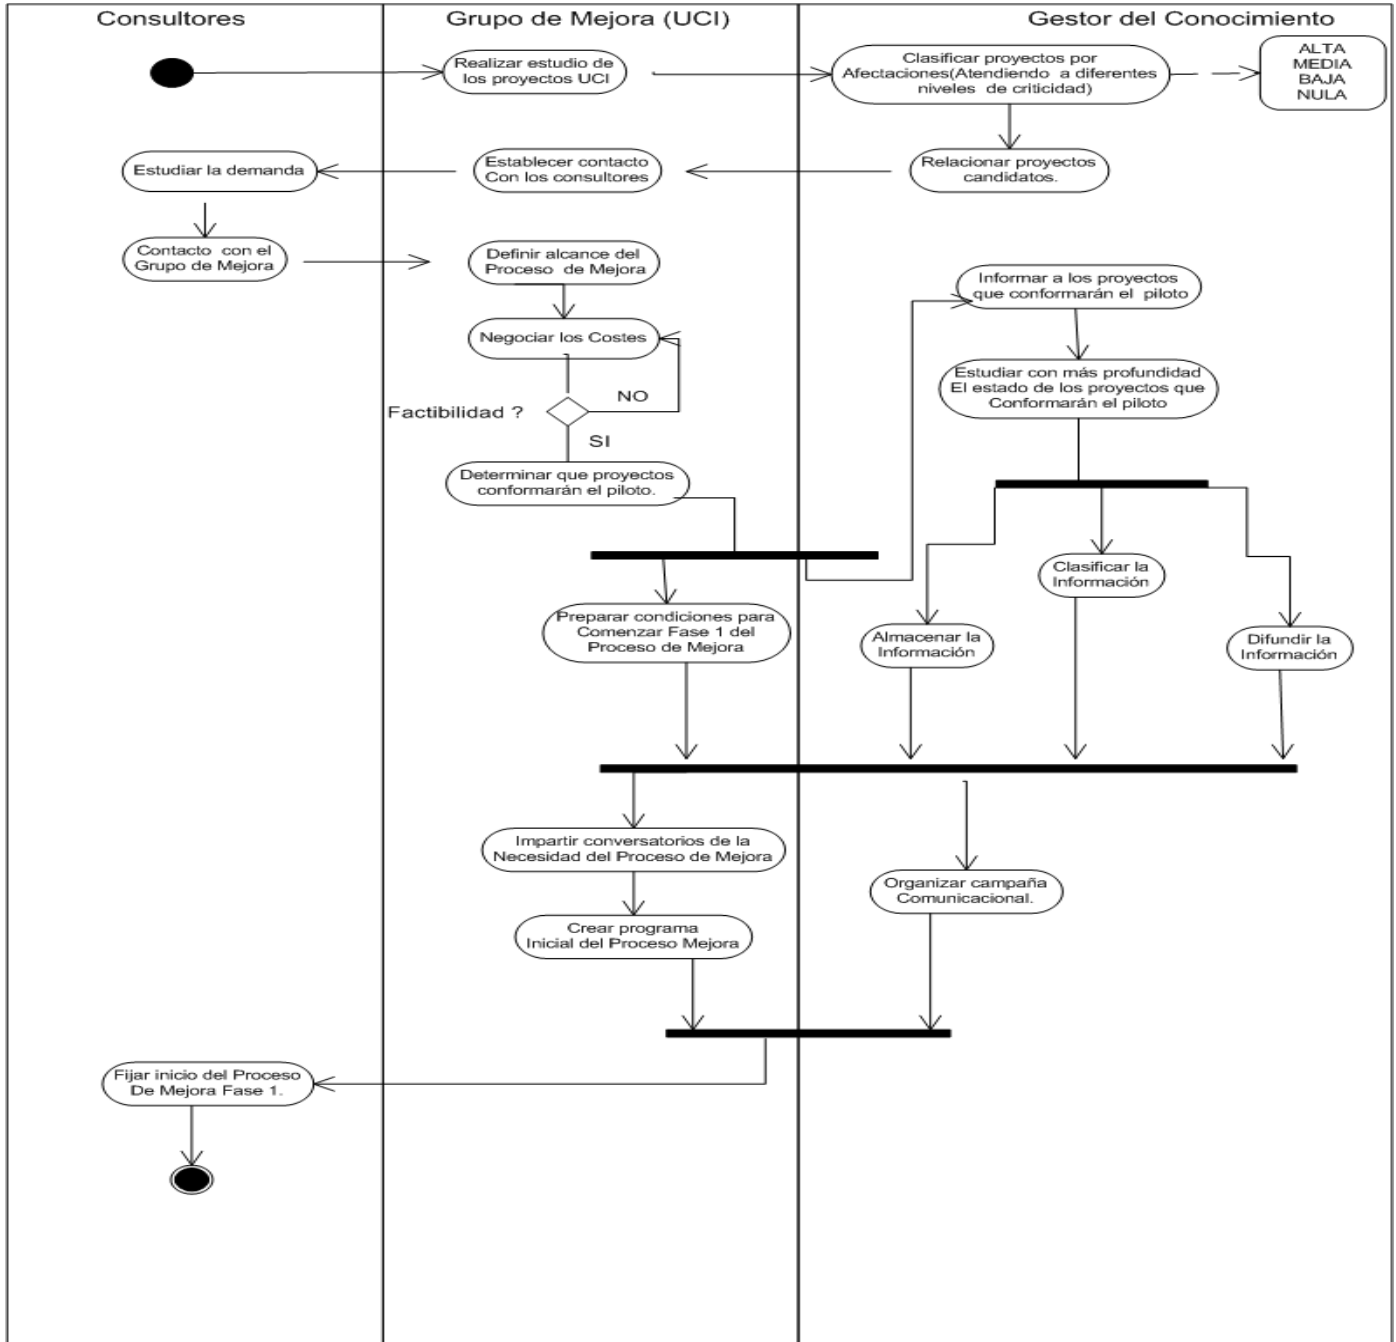 Consultores
Grupo de Mejora (UCI)
Gestor del Conocimiento
Realizar estudio de
los proyectos UCI
Clasificar proyectos por
Afectaciones(Atendiendo a diferentes
niveles de criticidad)
ALTA
MEDIA
BAJA
NULA
Estudiar la demanda
Establecer contacto
Con los consultores
Relacionar proyectos
candidatos.
Contacto con el
Grupo de Mejora
Definir alcance del
Proceso de Mejora
Informar a los proyectos
que conformarán el piloto
Negociar los Costes
Estudiar con más profundidad
El estado de los proyectos que
Conformarán el piloto
NO
Factibilidad ?
SI
Determinar que proyectos
conformarán el piloto.
Clasificar la
Información
Preparar condiciones para
Comenzar Fase 1 del
Proceso de Mejora
Almacenar la
Información
Difundir la
Información
Impartir conversatorios de la
Necesidad del Proceso de Mejora
Organizar campaña
Comunicacional.
Crear programa
Inicial del Proceso Mejora
Fijar inicio del Proceso
De Mejora Fase 1.